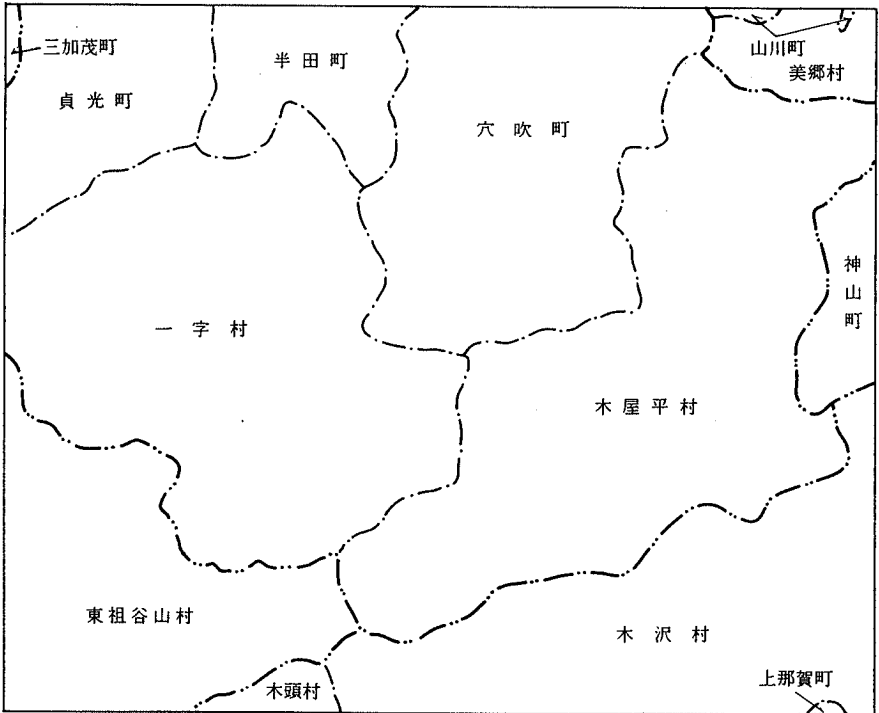 三加茂町
半田町
山川町
美郷村
貞光町
穴吹町
神山町
一字村
木屋平村
東祖谷山村
木沢村
木頭村
上那賀町